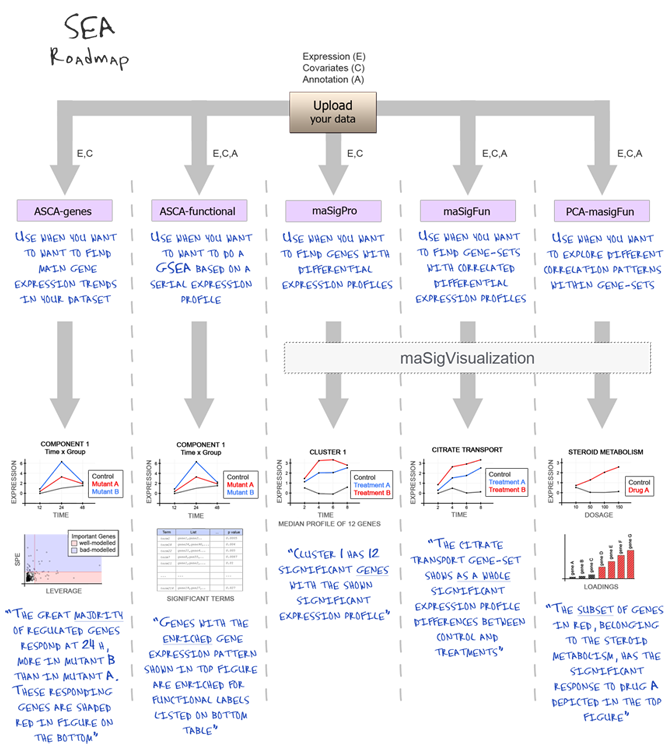 SEA
Roadmap
Expression (E)
Covariates (C)
Annotation (A)
Upload
your data
E,C
E,C,A
E,C
E,C,A
E,C,A
ASCA-genes
USE WHEN YOU WANT
TO WANT TO FIND
MAIN GENE
EXPRESSION TRENDS
IN YOUR DATASET
ASCA-functional
USE WHEN YOU WANT
TO WANT TO DO A
GSEA BASED ON A
SERIAL EXPRESSION
PROFILE
maSigPro
USE WHEN YOU WANT
TO FIND GENES WITH
DIFFERENTIAL
EXPRESSION PROFILES
maSigFun
USE WHEN YOU WANT
TO FIND GENE-SETS
WITH CORRELATED
DIFFERENTIAL
EXPRESSION PROFILES
PCA-masigFun
USE WHEN YOU WANT
TO EXPLORE DIFFERENT
CORRELATION PATTERNS
WITHIN GENE-SETS
maSigVisualization
COMPONENT 1
Time x Group
EXPRESSION
Control
Mutant A
Mutant B
12 24 48
TIME
SPE
Important Genes
well-modelled
bad-modelled
LEVERAGE
"THE GREAT MAJORITY
OF REGULATED GENES
RESPOND AT 24 H,
MORE IN MUTANT B
THAN IN MUTANT A.
THESE RESPONDING
GENES ARE SHADED
RED IN FIGURE ON
THE BOTTOM"
COMPONENT 1
Time x Group
EXPRESSION
Control
Mutant A
Mutant B
12 24 48
TIME
Term List ... p value
SIGNIFICANT TERMS
"GENES WITH THE
ENRICHED GENE
EXPRESSION PATTERN
SHOWN IN TOP FIGURE
ARE ENRICHED FOR
FUNCTIONAL LABELS
LISTED ON BOTTOM
TABLE"
CLUSTER 1
EXPRESSION
Control
Treatment A
Treatment B
2 4 6 8
TIME
MEDIAN PROFILE OF 12 GENES
"CLUSTER 1 HAS 12
SIGNIFICANT GENES
WITH THE SHOWN
SIGNIFICANT
EXPRESSION PROFILE"
CITRATE TRANSPORT
EXPRESSION
Control
Treatment A
Treatment B
2 4 6 8
TIME
"THE CITRATE
TRANSPORT GENE-SET
SHOWS AS A WHOLE
SIGNIFICANT
EXPRESSION PROFILE
DIFFERENCES BETWEEN
CONTROL AND
TREATMENTS"
STEROID METABOLISM
EXPRESSION
Control
Drug A
10 50 100 150
DOSAGE
gene A
gene B
gene C
gene D
gene E
gene F
gene G
LOADINGS
"THE SUBSET OF GENES
IN RED, BELONGING
TO THE STEROID
METABOLISM, HAS THE
SIGNIFICANT
RESPONSE TO DRUG A
DEPICTED IN THE TOP
FIGURE"